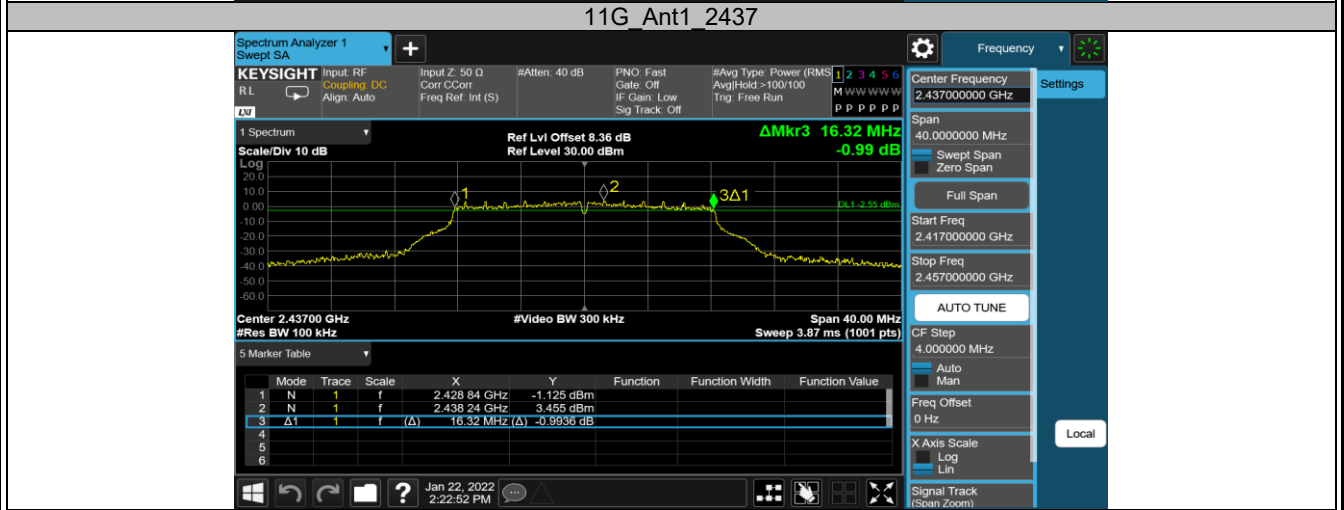 11G_Ant1_2437
Spectrum Analyzer 1
Swept SA
Frequency
KEYSIGHT
RL
LXI
Input: RF
Coupling: DC
Align: Auto
Input Z: 50 Ω
Corr CCorr
Freq Ref: Int (S)
#Atten: 40 dB
PNO: Fast
Gate: Off
IF Gain: Low
Sig Track: Off
#Avg Type: Power (RMS
Avg|Hold:>100/100
Trig: Free Run
1 2 3 4 5 6
M W W W W W
P P P P P P
1 Spectrum
Scale/Div 10 dB
Ref Lvl Offset 8.36 dB
Ref Level 30.00 dBm
ΔMkr3 16.32 MHz
-0.99 dB
Log
20.0
10.0
0.00
-10.0
-20.0
-30.0
-40.0
-50.0
-60.0
1
2
3Δ1
DL1 -2.55 dBm
Center 2.43700 GHz
#Video BW 300 kHz
Span 40.00 MHz
#Res BW 100 kHz
Sweep 3.87 ms (1001 pts)
5 Marker Table
Mode Trace Scale X Y Function Function Width Function Value
1 N 1 f 2.428 84 GHz -1.125 dBm
2 N 1 f 2.438 24 GHz 3.455 dBm
3 Δ1 1 f (Δ) 16.32 MHz (Δ) -0.9936 dB
4
5
6
Jan 22, 2022
2:22:52 PM
Center Frequency
2.437000000 GHz
Settings
Span
40.0000000 MHz
Swept Span
Zero Span
Full Span
Start Freq
2.417000000 GHz
Stop Freq
2.457000000 GHz
AUTO TUNE
CF Step
4.000000 MHz
Auto
Man
Freq Offset
0 Hz
Local
X Axis Scale
Log
Lin
Signal Track
(Span Zoom)